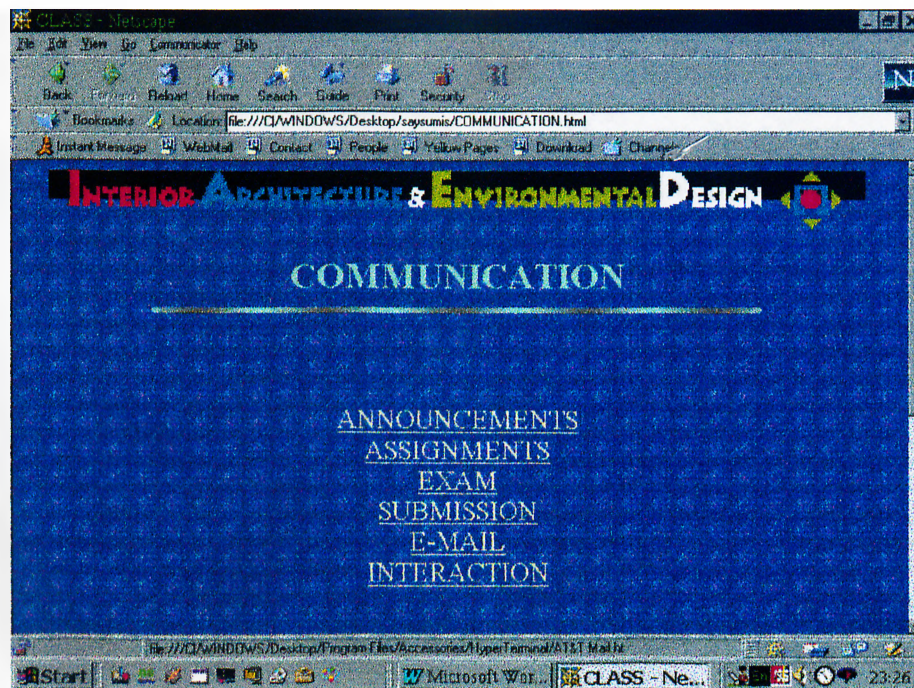 CLASS - Netscape
File Edit View Go Communicator Help
Back Forward Reload Home Search Guide Print Security Stop
Bookmarks Location: file:///C|/WINDOWS/Desktop/saysumis/COMMUNICATION.html
Instant Message WebMail Contact People Yellow Pages Download Channels
INTERIOR ARCHITECTURE & ENVIRONMENTAL DESIGN
COMMUNICATION
ANNOUNCEMENTS
ASSIGNMENTS
EXAM
SUBMISSION
E-MAIL
INTERACTION
file:///C|/WINDOWS/Desktop/Program Files/Accessories/HyperTerminal/AT&T Mail.ht
Start Microsoft Wor... CLASS - Ne... 23:26